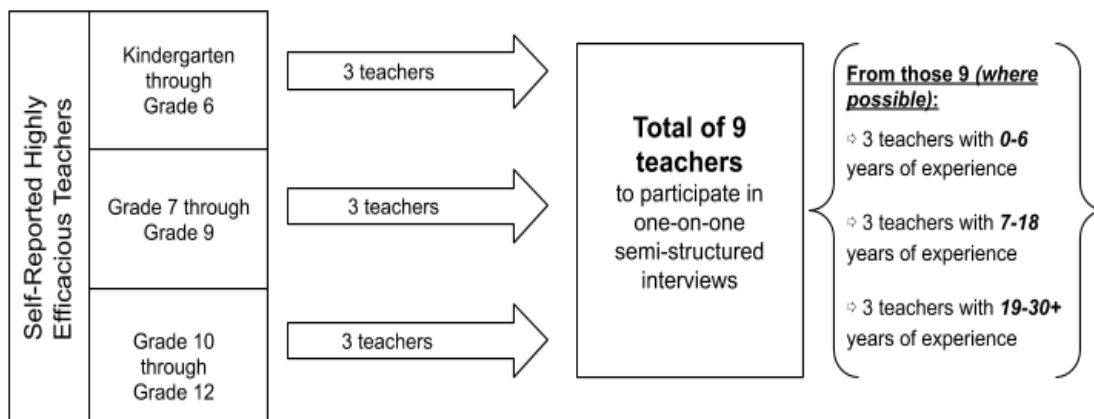 Self-Reported Highly
Efficacious Teachers
Kindergarten
through
Grade 6
Grade 7 through
Grade 9
Grade 10
through
Grade 12
3 teachers
3 teachers
3 teachers
Total of 9
teachers
to participate in
one-on-one
semi-structured
interviews
From those 9 (where
possible):
⇨ 3 teachers with 0-6
years of experience
⇨ 3 teachers with 7-18
years of experience
⇨ 3 teachers with 19-30+
years of experience